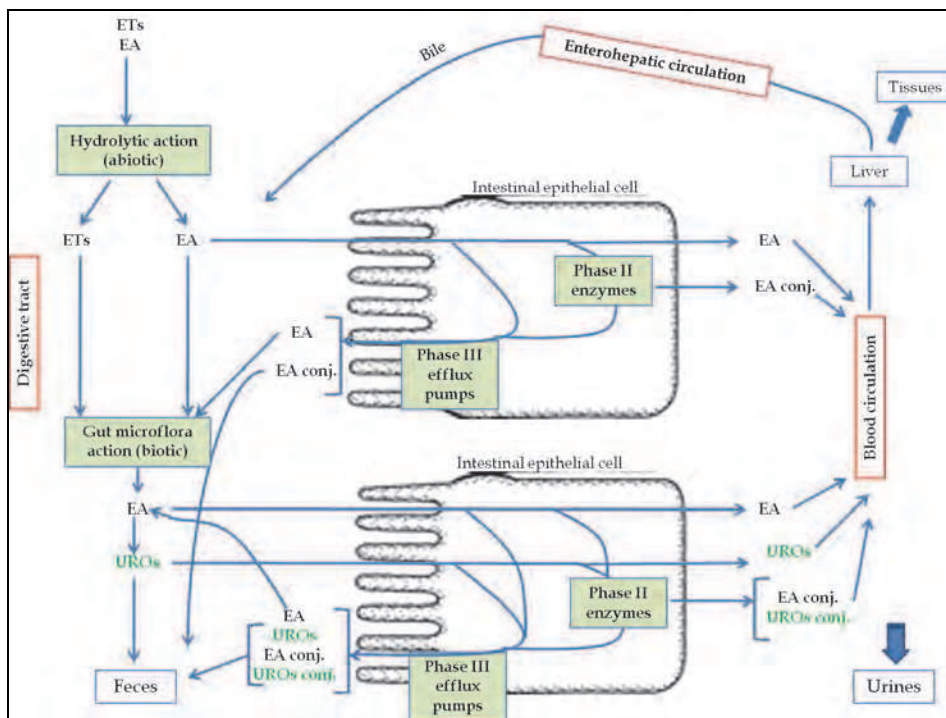 ETs
EA
Bile
Enterohepatic circulation
Tissues
Hydrolytic action
(abiotic)
Liver
Intestinal epithelial cell
ETs
EA
EA
Phase II
enzymes
EA conj.
Digestive tract
EA
EA conj.
Phase III
efflux
pumps
Blood circulation
Gut microflora
action (biotic)
Intestinal epithelial cell
EA
EA
UROs
UROs
Phase II
enzymes
EA conj.
UROs conj.
EA
UROs
EA conj.
UROs conj.
Phase III
efflux
pumps
Feces
Urines